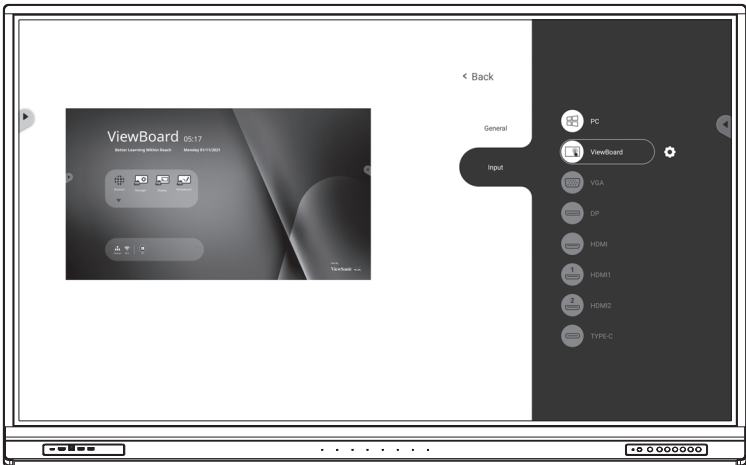 < Back
General
Input
ViewBoard 05:17
Better Learning Within Reach Monday 01/11/2021
ViewSonic
PC
ViewBoard
VGA
DP
HDMI
1 HDMI1
2 HDMI2
TYPE-C